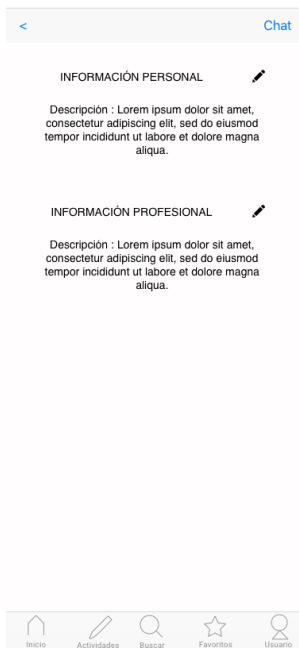 < Chat
INFORMACIÓN PERSONAL
Descripción : Lorem ipsum dolor sit amet,
consectetur adipiscing elit, sed do eiusmod
tempor incididunt ut labore et dolore magna
aliqua.
INFORMACIÓN PROFESIONAL
Descripción : Lorem ipsum dolor sit amet,
consectetur adipiscing elit, sed do eiusmod
tempor incididunt ut labore et dolore magna
aliqua.
Inicio Actividades Buscar Favoritos Usuario